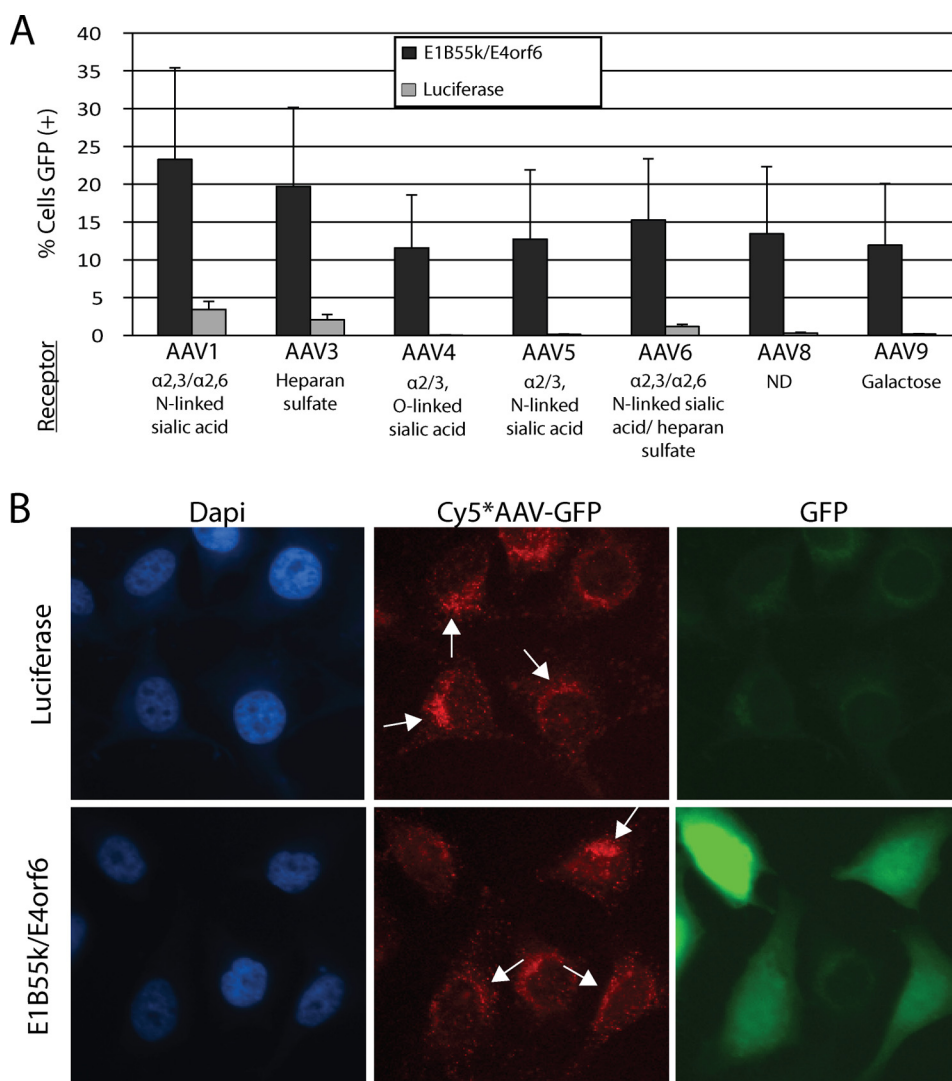 A
E1B55k/E4orf6
Luciferase
% Cells GFP (+)
40
35
30
25
20
15
10
5
0
AAV1 AAV3 AAV4 AAV5 AAV6 AAV8 AAV9
Receptor
α2,3/α2,6
N-linked
sialic acid
Heparan
sulfate
α2/3,
O-linked
sialic acid
α2/3,
N-linked
sialic acid
α2,3/α2,6
N-linked sialic
acid/ heparan
sulfate
ND
Galactose
B
Dapi Cy5*AAV-GFP GFP
Luciferase
E1B55k/E4orf6